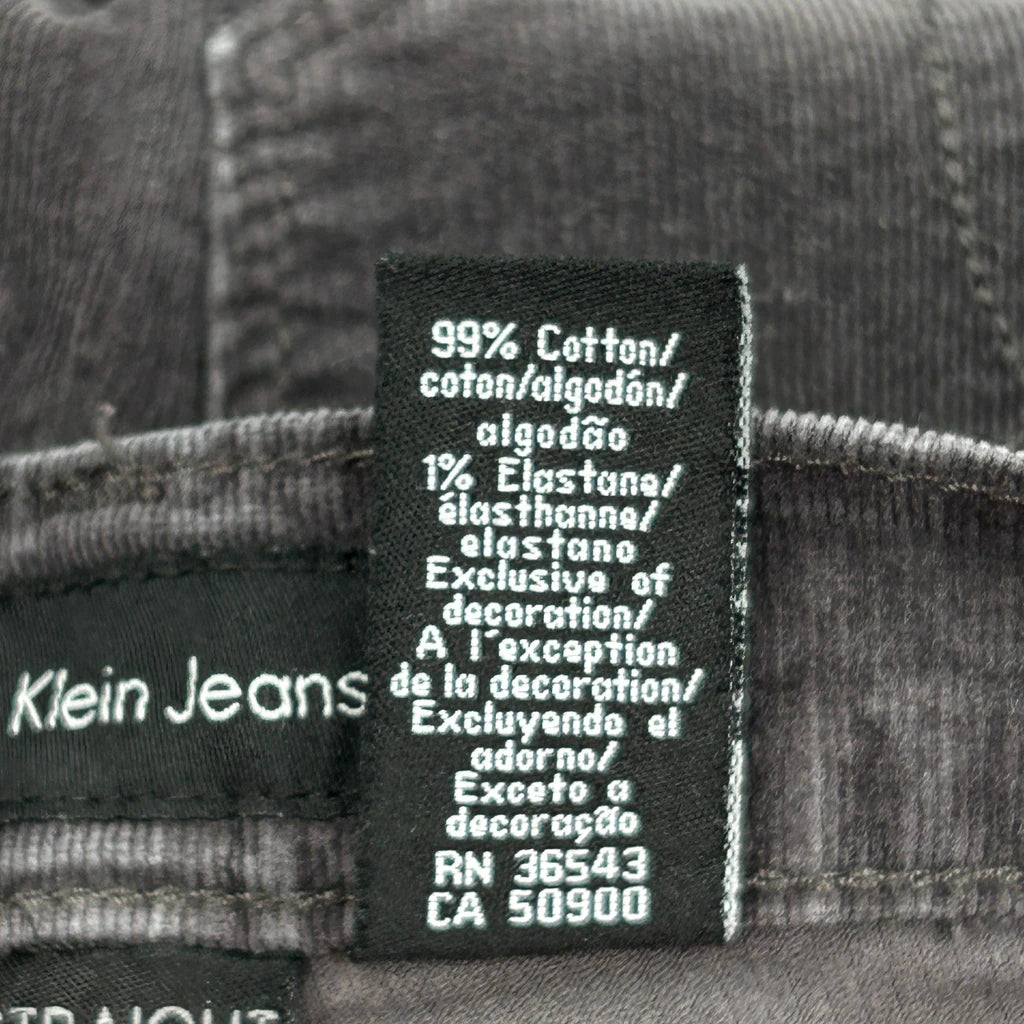 99% Cotton/
coton/algodón/
algodão
1% Elastane/
élasthanne/
elastano
Exclusive of
decoration/
A l'exception
de la decoration/
Excluyendo el
adorno/
Exceto a
decoração
RN 36543
CA 50900
Klein Jeans